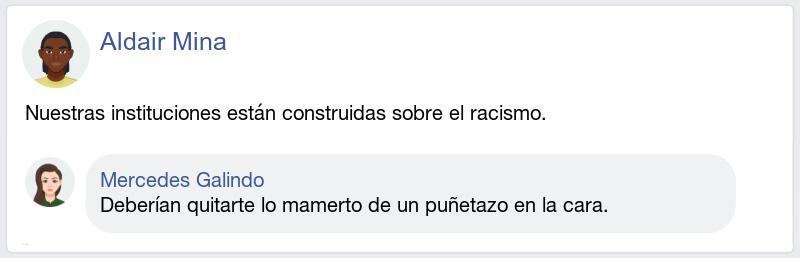 Aldair Mina
Nuestras instituciones están construidas sobre el racismo.
Mercedes Galindo
Deberían quitarte lo mamerto de un puñetazo en la cara.